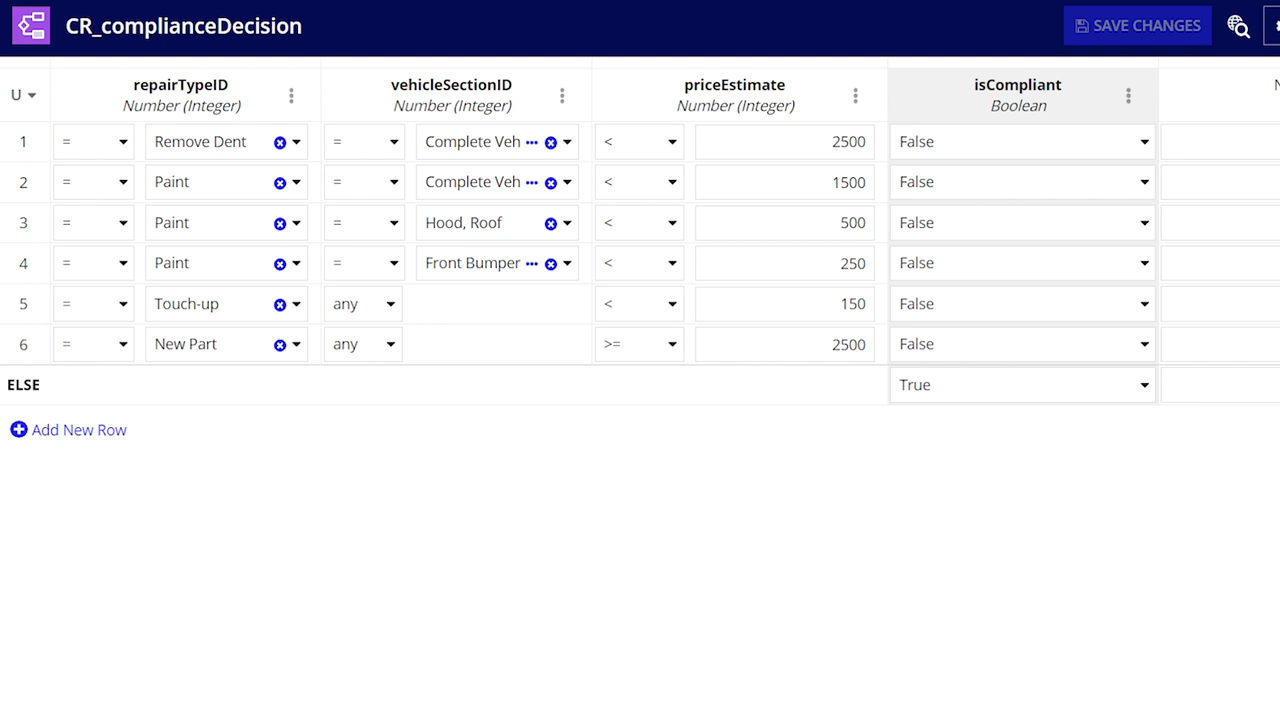 CR_complianceDecision
SAVE CHANGES
U repairTypeID vehicleSectionID priceEstimate isCompliant N
Number (Integer) Number (Integer) Number (Integer) Boolean
1 = Remove Dent = Complete Veh ••• < 2500 False
2 = Paint = Complete Veh ••• < 1500 False
3 = Paint = Hood, Roof < 500 False
4 = Paint = Front Bumper ••• < 250 False
5 = Touch-up any < 150 False
6 = New Part any >= 2500 False
ELSE True
Add New Row